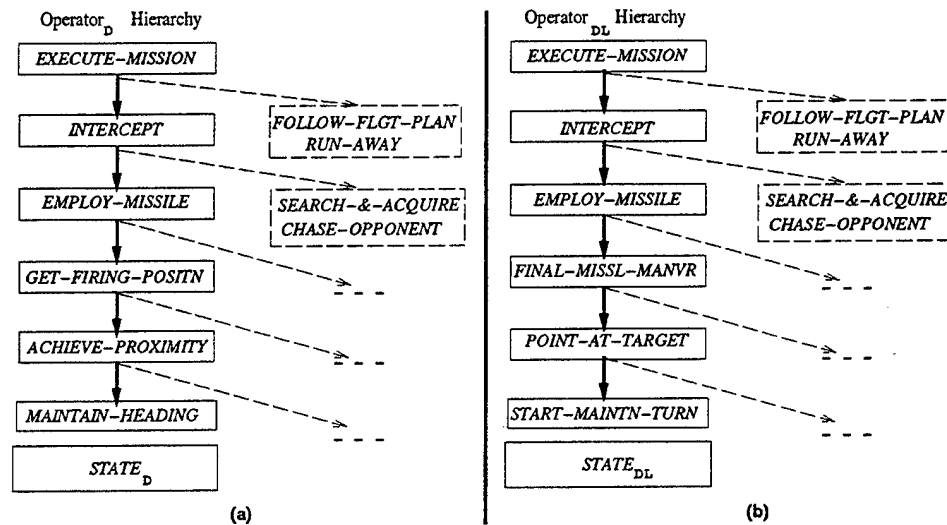 Operator_D Hierarchy
EXECUTE-MISSION
INTERCEPT
FOLLOW-FLGT-PLAN
RUN-AWAY
EMPLOY-MISSILE
SEARCH-&-ACQUIRE
CHASE-OPPONENT
GET-FIRING-POSITN
ACHIEVE-PROXIMITY
MAINTAIN-HEADING
STATE_D
(a)
Operator_DL Hierarchy
EXECUTE-MISSION
INTERCEPT
FOLLOW-FLGT-PLAN
RUN-AWAY
EMPLOY-MISSILE
SEARCH-&-ACQUIRE
CHASE-OPPONENT
FINAL-MISSL-MANVR
POINT-AT-TARGET
START-MAINTN-TURN
STATE_DL
(b)